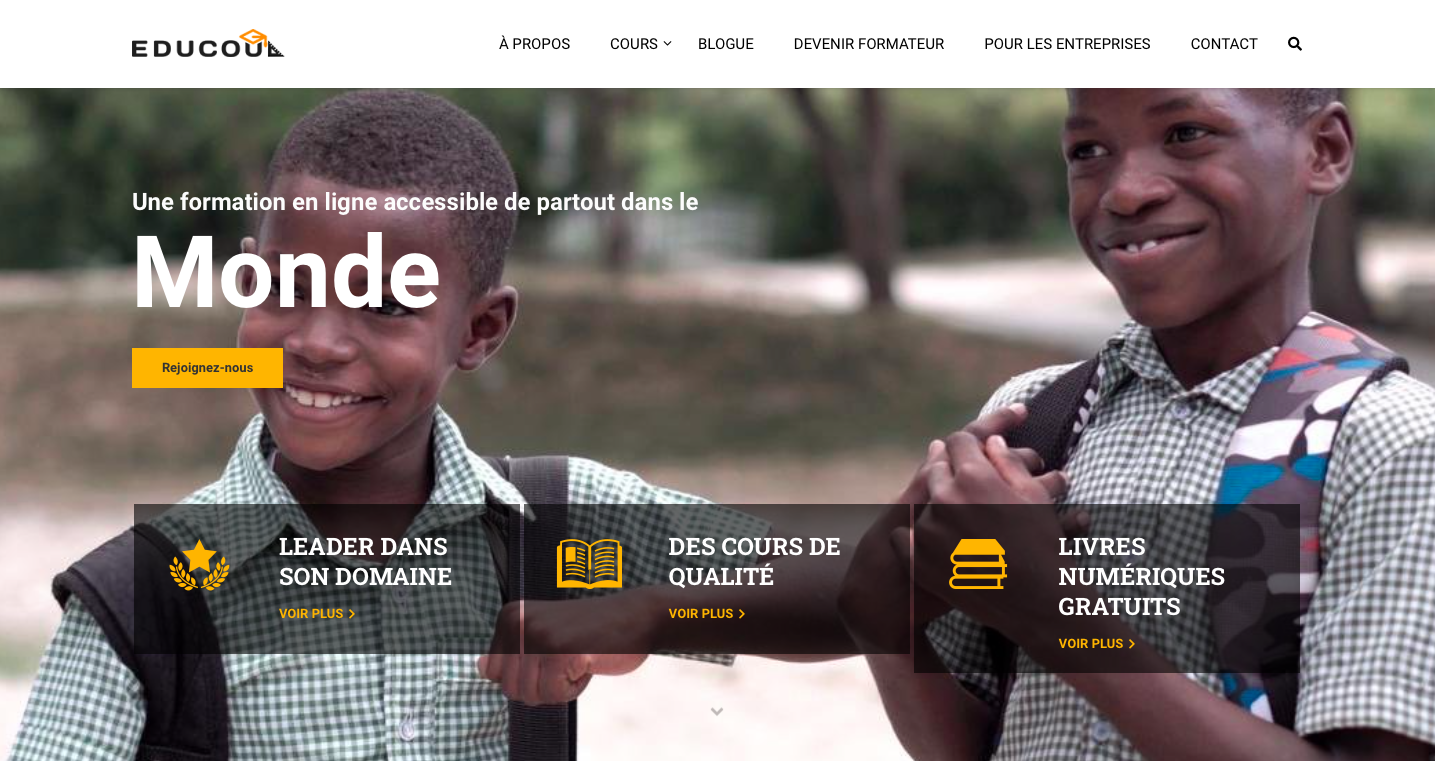 EDUCOUL
À PROPOS
COURS
BLOGUE
DEVENIR FORMATEUR
POUR LES ENTREPRISES
CONTACT
Une formation en ligne accessible de partout dans le
Monde
Rejoignez-nous
LEADER DANS
SON DOMAINE
VOIR PLUS
DES COURS DE
QUALITÉ
VOIR PLUS
LIVRES
NUMÉRIQUES
GRATUITS
VOIR PLUS